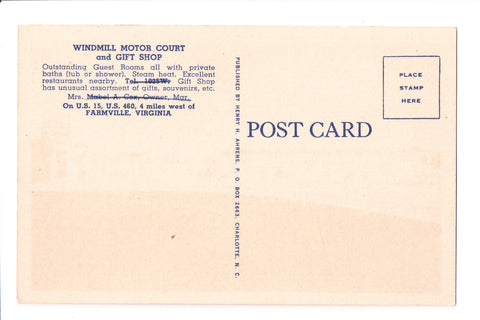 WINDMILL MOTOR COURT
and GIFT SHOP
Outstanding Guest Rooms all with private
baths (tub or shower). Steam heat. Excellent
restaurants nearby. Tel. 1025W. Gift Shop
has unusual assortment of gifts, souvenirs, etc.
Mrs. Mabel A. Cox, Owner, Mgr.
On U.S. 15, U.S. 460, 4 miles west of
FARMVILLE, VIRGINIA
PUBLISHED BY HENRY H. AHRENS, P. O. BOX 2663, CHARLOTTE, N. C.
POST CARD
PLACE
STAMP
HERE